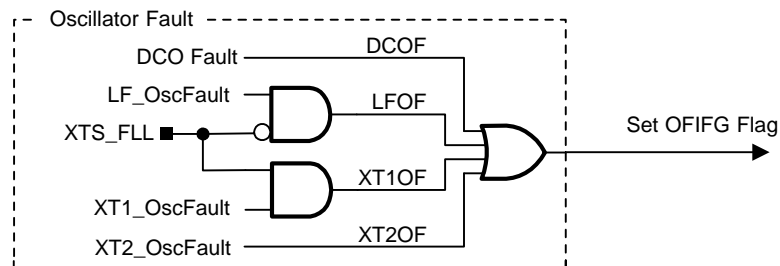 Oscillator Fault
DCO Fault
DCOF
LF_OscFault
LFOF
XTS_FLL
Set OFIFG Flag
XT1OF
XT1_OscFault
XT2OF
XT2_OscFault